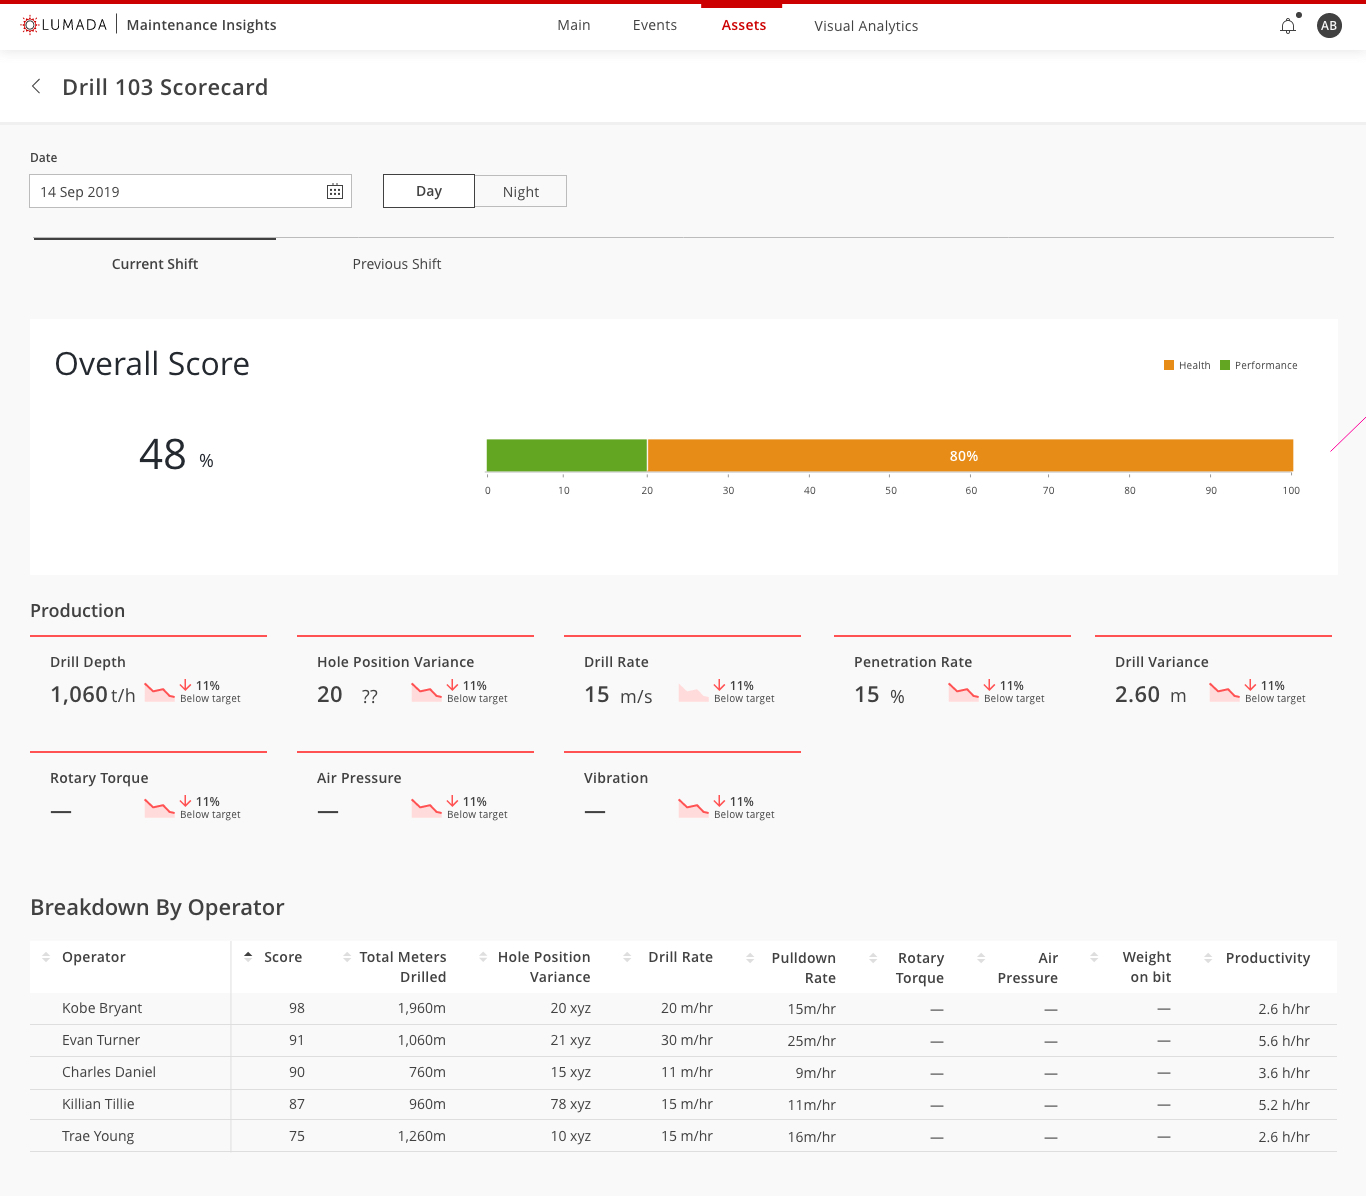 LUMADA Maintenance Insights Main Events Assets Visual Analytics AB
Drill 103 Scorecard
Date
14 Sep 2019 Day Night
Current Shift Previous Shift
Overall Score
Health Performance
48 %
80%
0 10 20 30 40 50 60 70 80 90 100
Production
Drill Depth Hole Position Variance Drill Rate Penetration Rate Drill Variance
1,060 t/h 11% 20 ?? 11% 15 m/s 11% 15 % 11% 2.60 m 11%
Below target Below target Below target Below target Below target
Rotary Torque Air Pressure Vibration
— 11% — 11% — 11%
Below target Below target Below target
Breakdown By Operator
Operator Score Total Meters Hole Position Drill Rate Pulldown Rotary Air Weight Productivity
Drilled Variance Rate Torque Pressure on bit
Kobe Bryant 98 1,960m 20 xyz 20 m/hr 15m/hr — — — 2.6 h/hr
Evan Turner 91 1,060m 21 xyz 30 m/hr 25m/hr — — — 5.6 h/hr
Charles Daniel 90 760m 15 xyz 11 m/hr 9m/hr — — — 3.6 h/hr
Killian Tillie 87 960m 78 xyz 15 m/hr 11m/hr — — — 5.2 h/hr
Trae Young 75 1,260m 10 xyz 15 m/hr 16m/hr — — — 2.6 h/hr